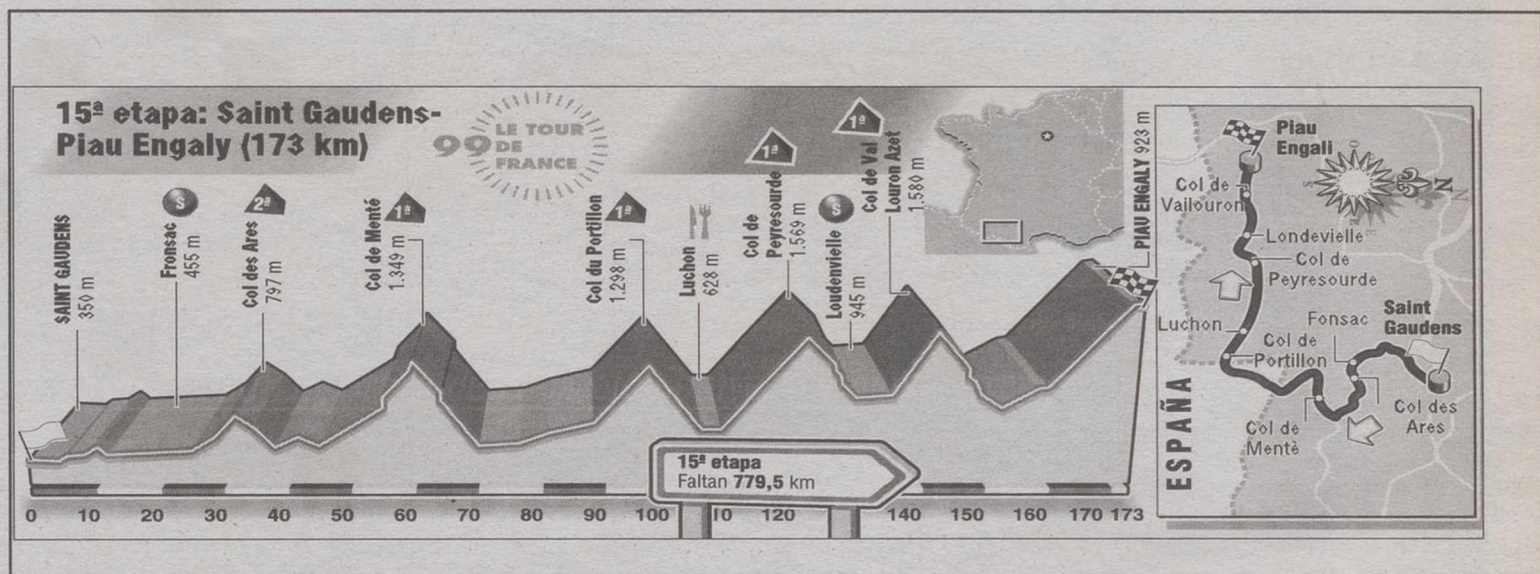 15ª etapa: Saint Gaudens-
Piau Engaly (173 km)
99 LE TOUR
DE
FRANCE
SAINT GAUDENS
350 m
S
Fronsac
455 m
2ª
Col des Ares
797 m
1ª
Col de Menté
1.349 m
1ª
Col du Portillon
1.298 m
Luchon
628 m
1ª
Col de
Peyresourde
1.569 m
S
Loudenvielle
945 m
1ª
Col de Val
Louron Azet
1.580 m
PIAU ENGALY 923 m
15ª etapa
Faltan 779,5 km
0 10 20 30 40 50 60 70 80 90 100 10 120 140 150 160 170 173
Piau
Engali
N
Col de
Vailouron
Londevielle
Col de
Peyresourde
Luchon
Fonsac
Saint
Gaudens
Col de
Portillon
Col des
Ares
Col de
Mentè
ESPAÑA